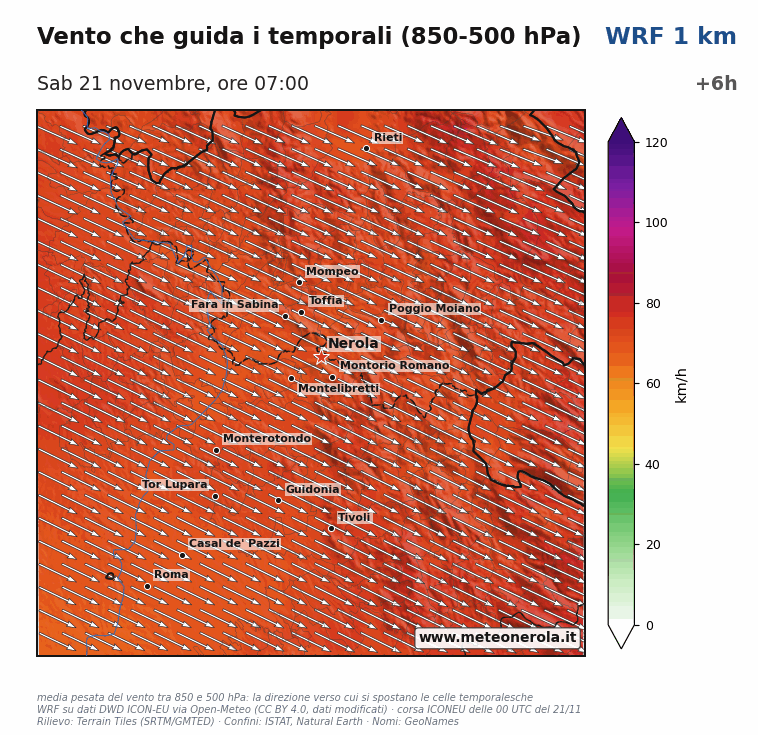 Vento che guida i temporali (850-500 hPa) WRF 1 km
Sab 21 novembre, ore 07:00 +6h
Rieti
Mompeo
Fara in Sabina
Toffia
Poggio Moiano
Nerola
Montorio Romano
Montelibretti
Monterotondo
Tor Lupara
Guidonia
Tivoli
Casal de' Pazzi
Roma
www.meteonerola.it
120
100
80
60
40
20
0
km/h
media pesata del vento tra 850 e 500 hPa: la direzione verso cui si spostano le celle temporalesche
WRF su dati DWD ICON-EU via Open-Meteo (CC BY 4.0, dati modificati) · corsa ICONEU delle 00 UTC del 21/11
Rilievo: Terrain Tiles (SRTM/GMTED) · Confini: ISTAT, Natural Earth · Nomi: GeoNames